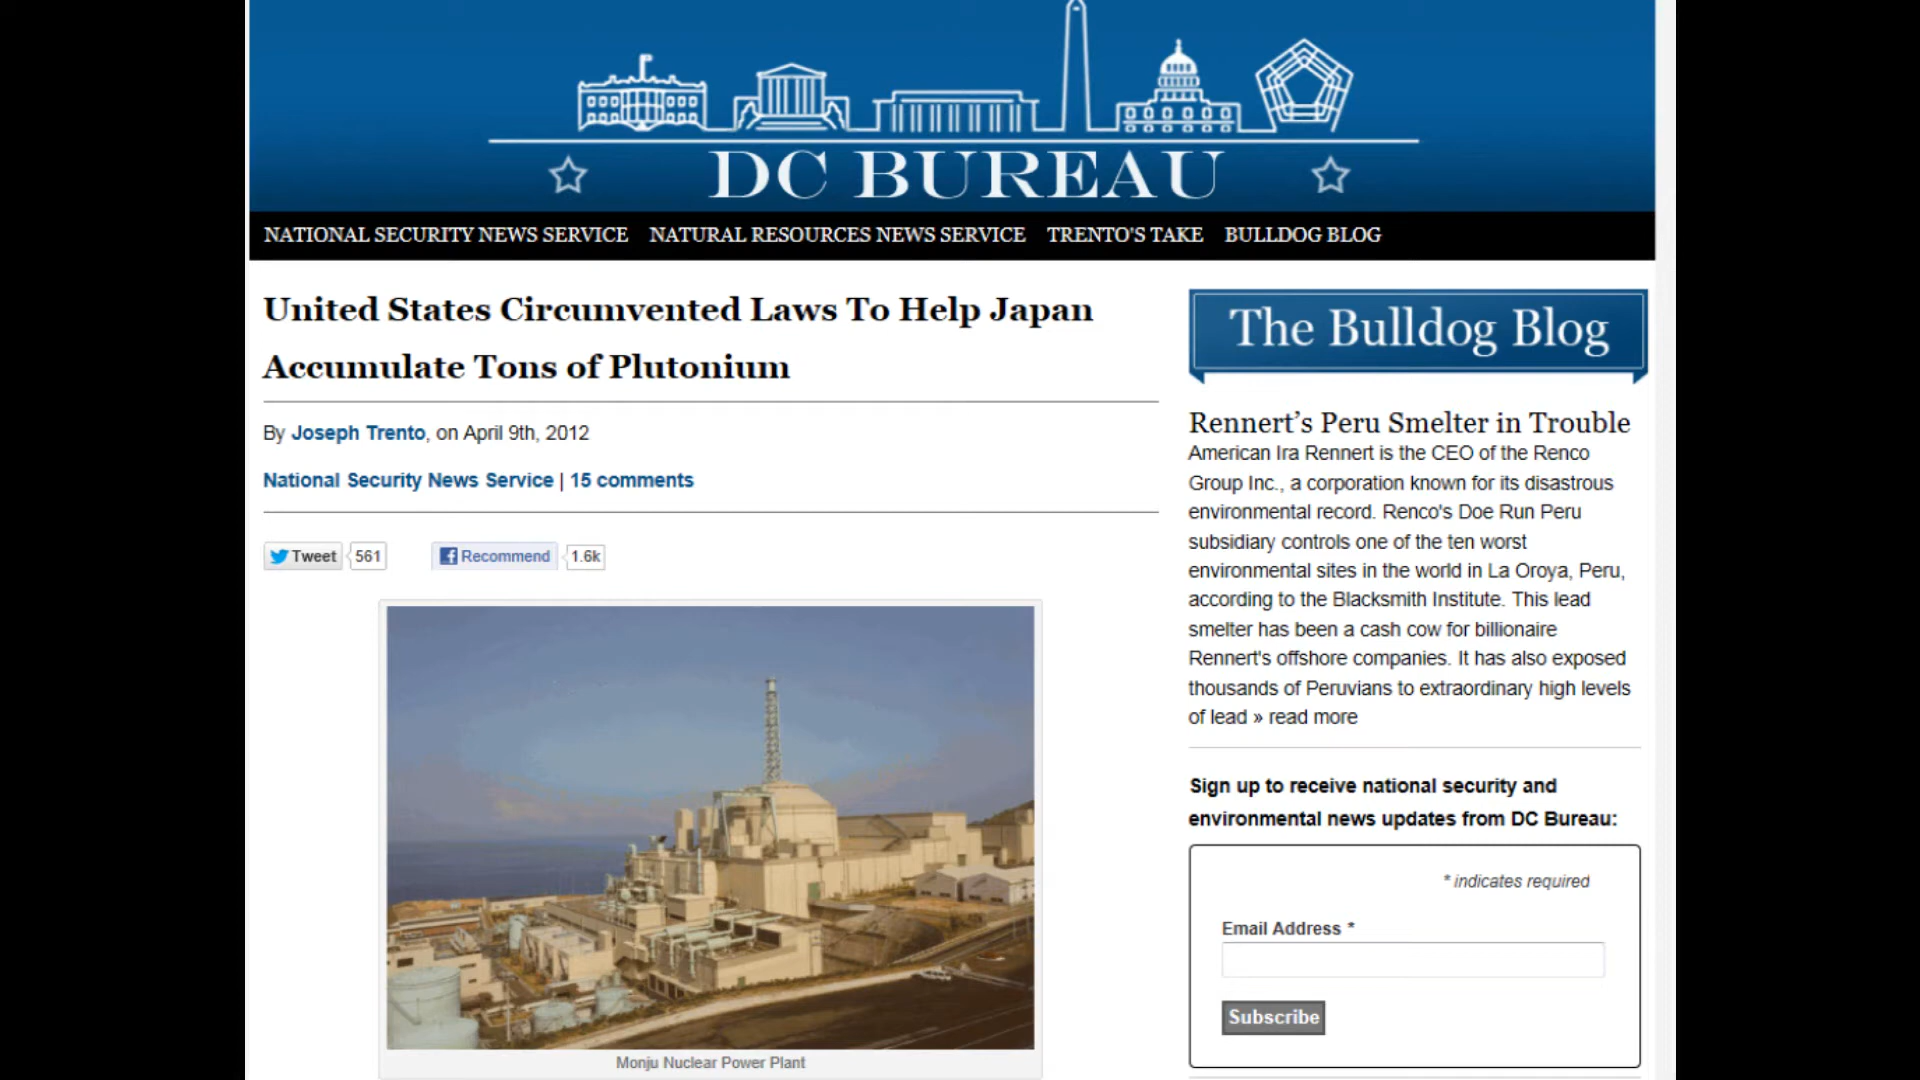 DC BUREAU
NATIONAL SECURITY NEWS SERVICE NATURAL RESOURCES NEWS SERVICE TRENTO'S TAKE BULLDOG BLOG
United States Circumvented Laws To Help Japan
Accumulate Tons of Plutonium
By Joseph Trento, on April 9th, 2012
National Security News Service | 15 comments
Tweet 561 Recommend 1.6k
Monju Nuclear Power Plant
The Bulldog Blog
Rennert’s Peru Smelter in Trouble
American Ira Rennert is the CEO of the Renco
Group Inc., a corporation known for its disastrous
environmental record. Renco's Doe Run Peru
subsidiary controls one of the ten worst
environmental sites in the world in La Oroya, Peru,
according to the Blacksmith Institute. This lead
smelter has been a cash cow for billionaire
Rennert's offshore companies. It has also exposed
thousands of Peruvians to extraordinary high levels
of lead » read more
Sign up to receive national security and
environmental news updates from DC Bureau:
* indicates required
Email Address *
Subscribe